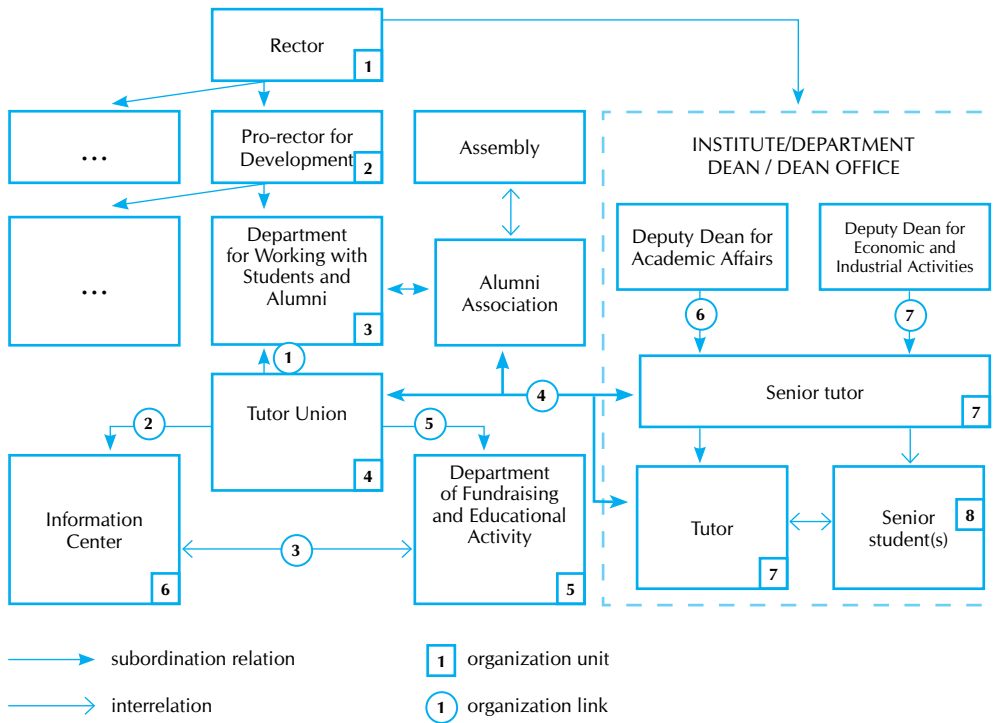 Rector
1
...
Pro-rector for
Development
2
Assembly
INSTITUTE/DEPARTMENT
DEAN / DEAN OFFICE
...
Department
for Working with
Students and
Alumni
3
Alumni
Association
Deputy Dean for
Academic Affairs
Deputy Dean for
Economic and
Industrial Activities
6
7
1
Tutor Union
4
4
Senior tutor
7
2
5
Information
Center
6
3
Department
of Fundraising
and Educational
Activity
5
Tutor
7
Senior
student(s)
8
subordination relation
1 organization unit
interrelation
1 organization link